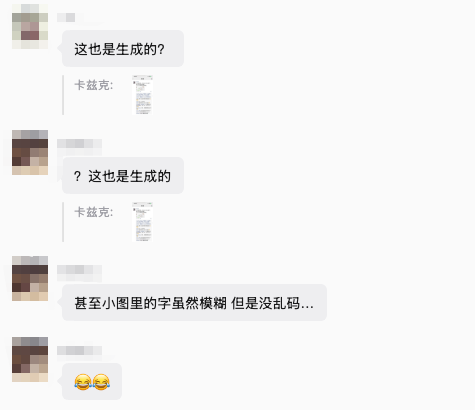 这也是生成的？
卡兹克：
？这也是生成的
卡兹克：
甚至小图里的字虽然模糊 但是没乱码...
😂😂